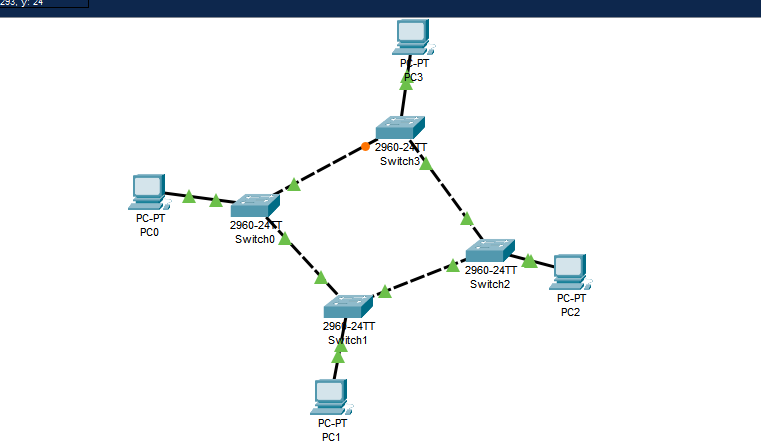 293, y: 24
PC-PT
PC3
2960-24TT
Switch3
PC-PT
PC0
2960-24TT
Switch0
2960-24TT
Switch2
PC-PT
PC2
2960-24TT
Switch1
PC-PT
PC1